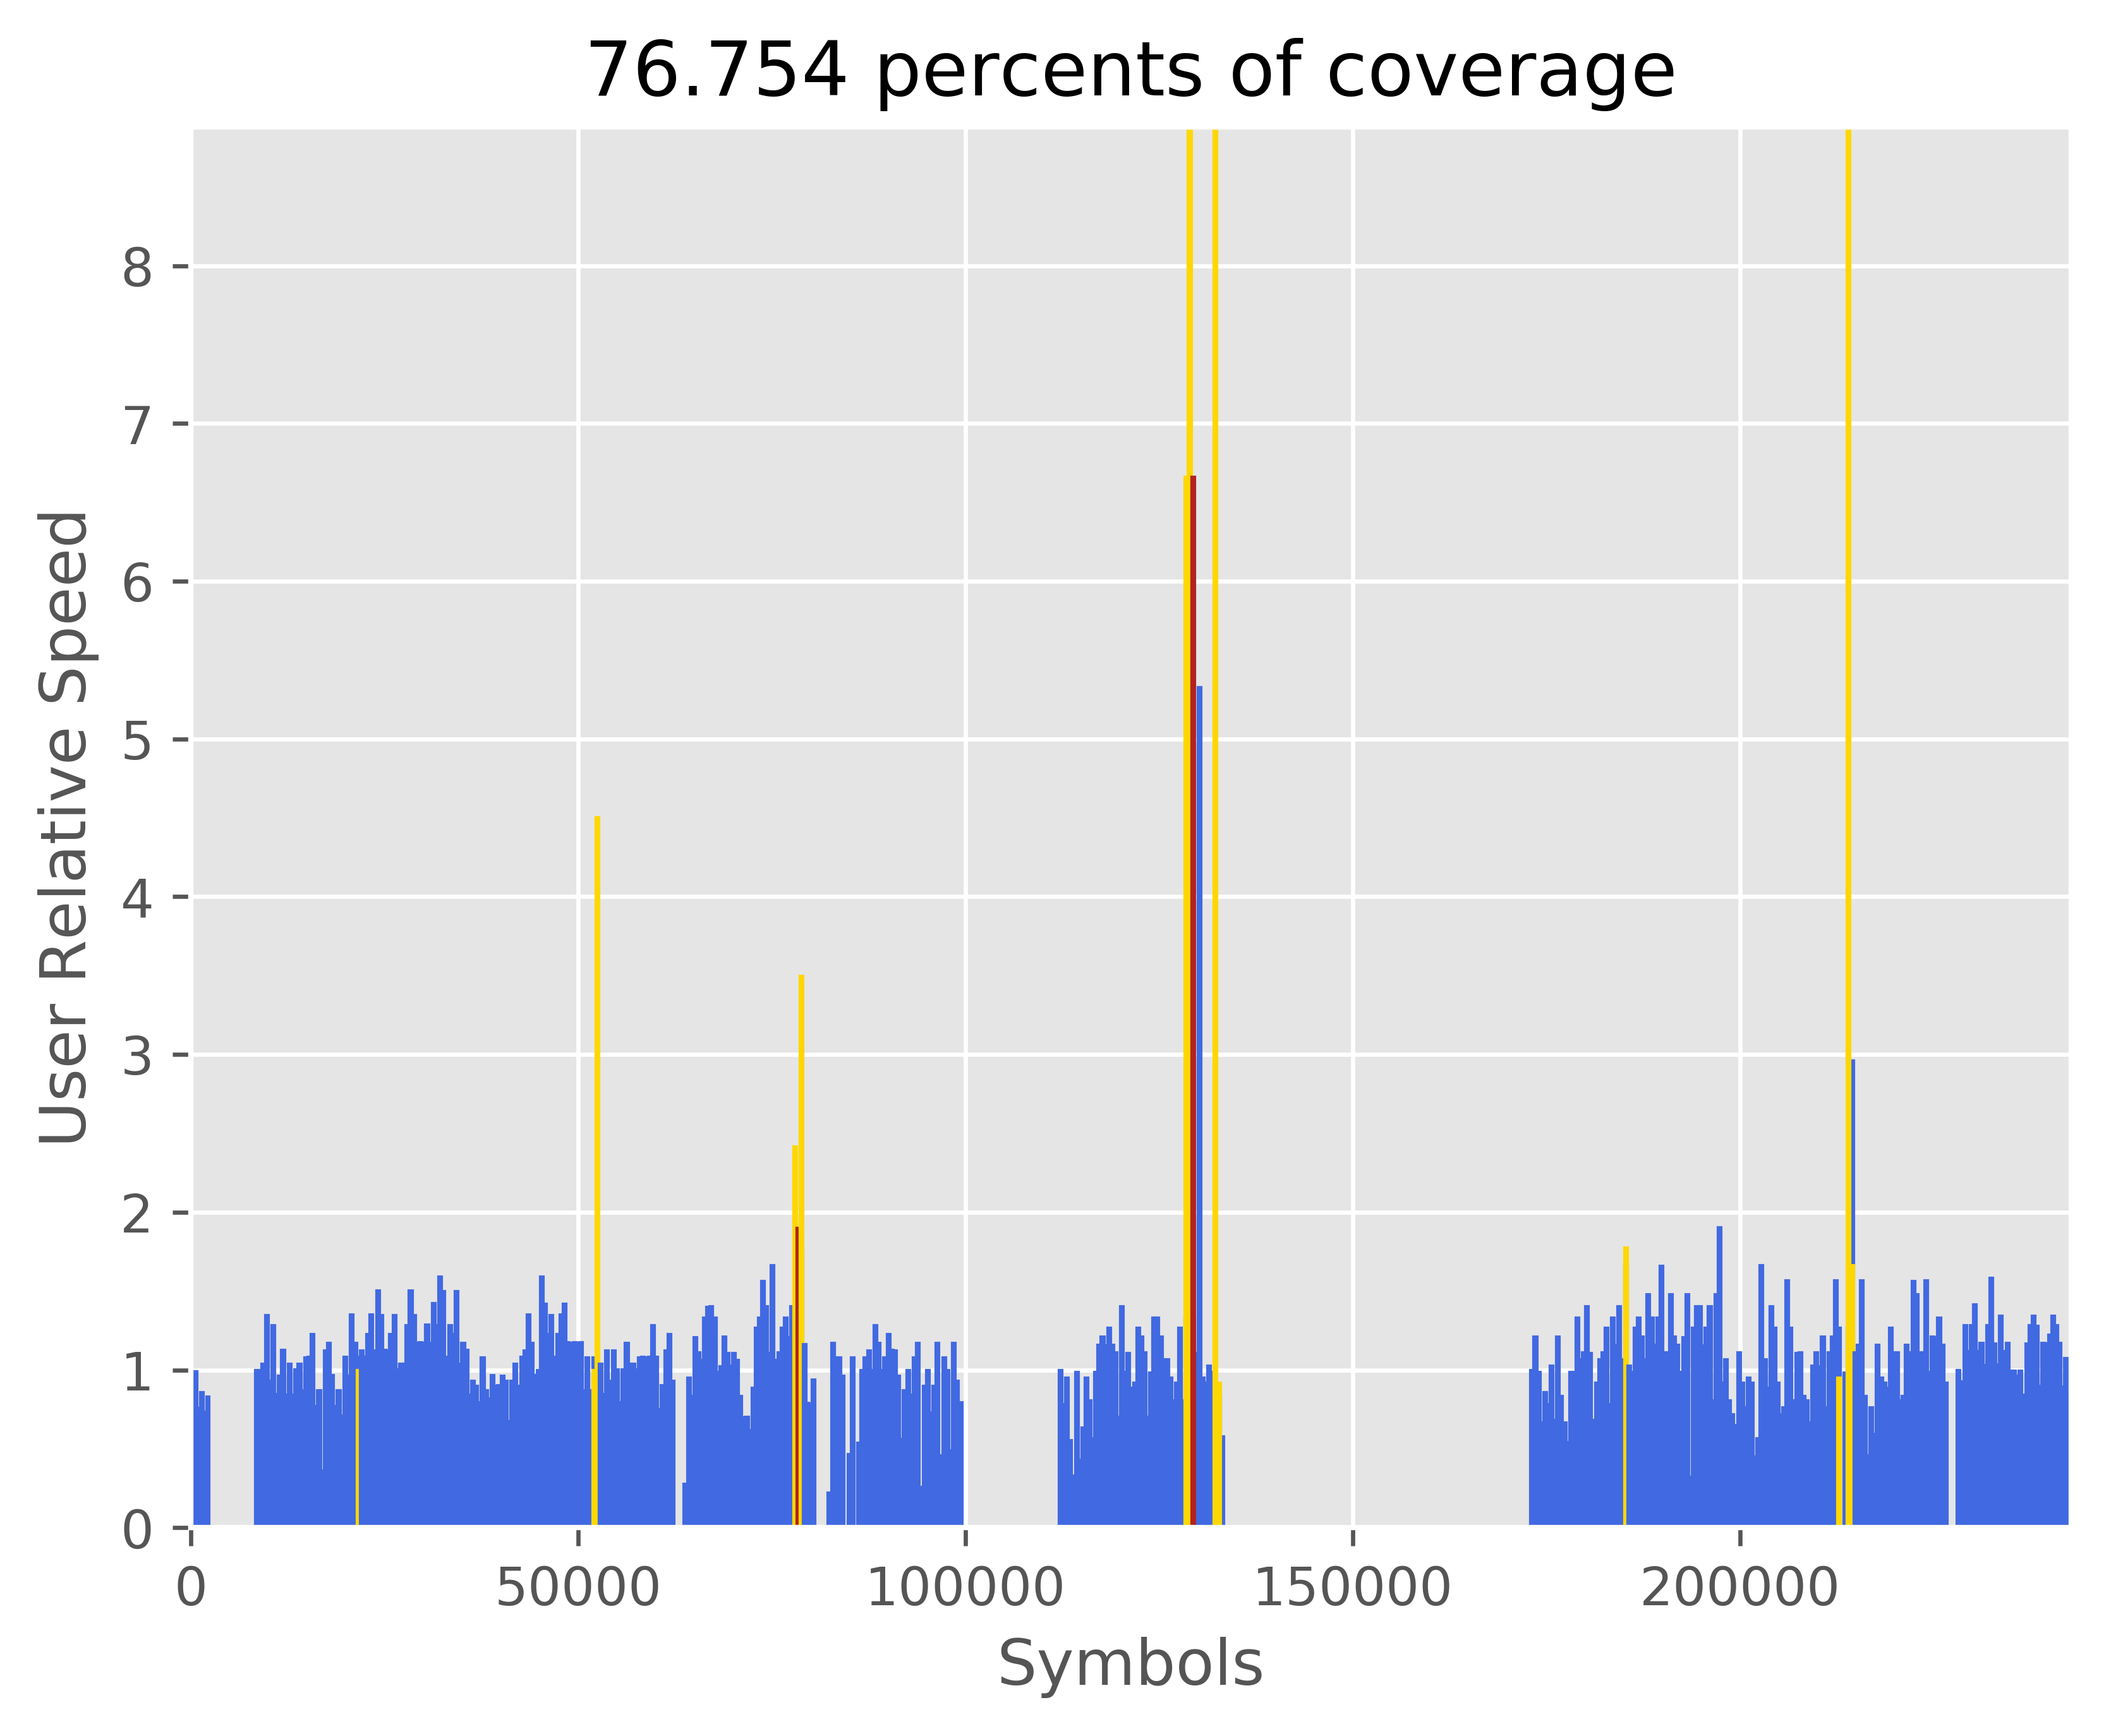 76.754 percents of coverage
User Relative Speed
8
7
6
5
4
3
2
1
0
0 50000 100000 150000 200000
Symbols